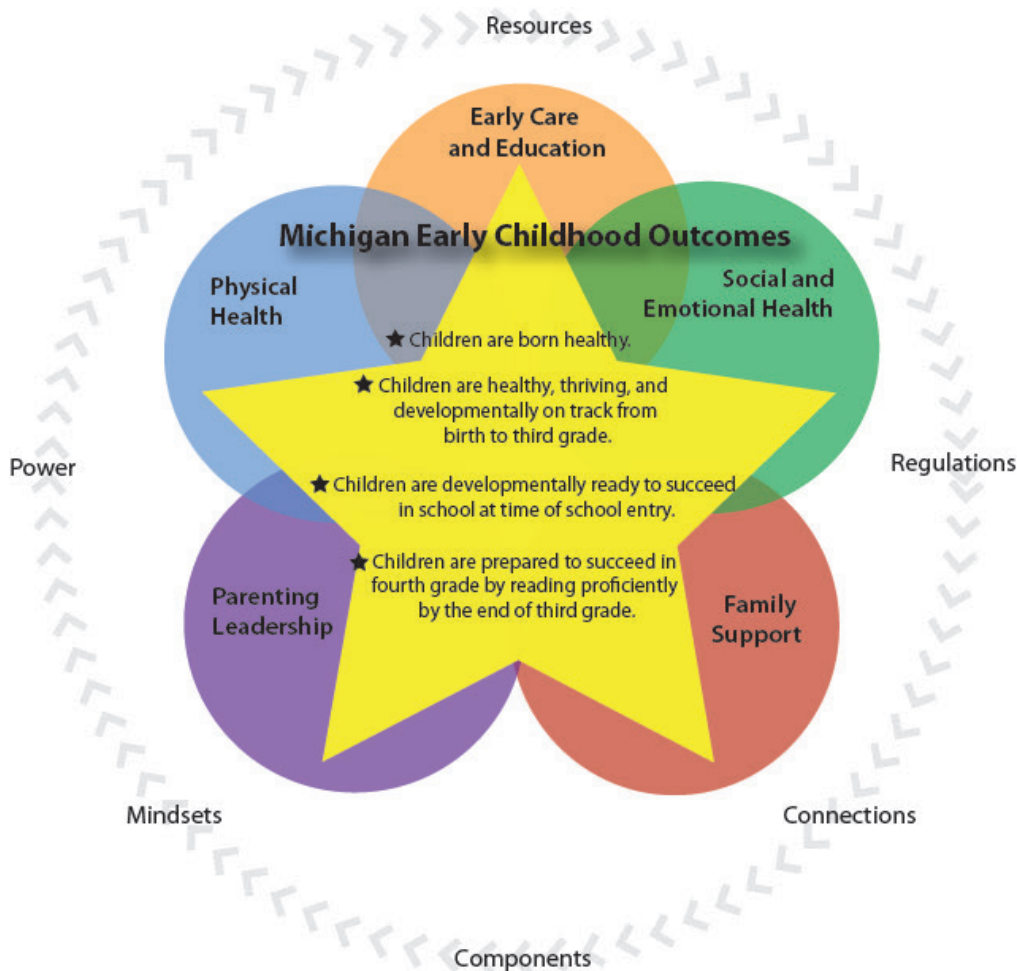 Resources
Early Care
and Education
Michigan Early Childhood Outcomes
Physical
Health
Social and
Emotional Health
★ Children are born healthy.
★ Children are healthy, thriving, and
developmentally on track from
birth to third grade.
Power
Regulations
★ Children are developmentally ready to succeed
in school at time of school entry.
★ Children are prepared to succeed in
fourth grade by reading proficiently
by the end of third grade.
Parenting
Leadership
Family
Support
Mindsets
Connections
Components